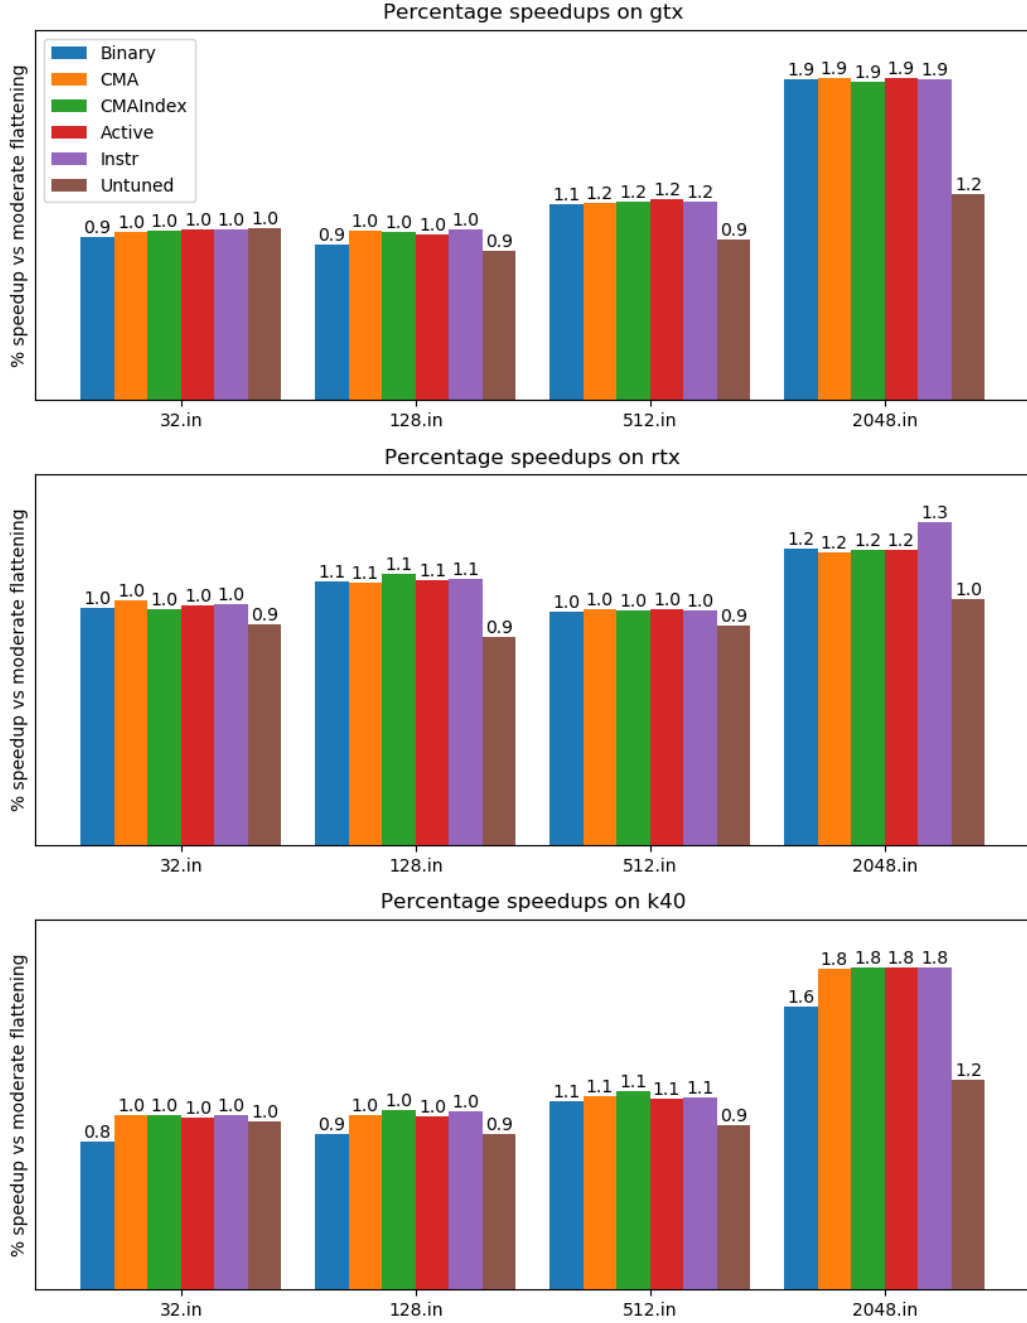 Percentage speedups on gtx
% speedup vs moderate flattening
Binary
CMA
CMAIndex
Active
Instr
Untuned
0.9 1.0 1.0 1.0 1.0 1.0
0.9 1.0 1.0 1.0 1.0 0.9
1.1 1.2 1.2 1.2 1.2 0.9
1.9 1.9 1.9 1.9 1.9 1.2
32.in 128.in 512.in 2048.in
Percentage speedups on rtx
% speedup vs moderate flattening
1.0 1.0 1.0 1.0 1.0 0.9
1.1 1.1 1.1 1.1 1.1 0.9
1.0 1.0 1.0 1.0 1.0 0.9
1.2 1.2 1.2 1.2 1.3 1.0
32.in 128.in 512.in 2048.in
Percentage speedups on k40
% speedup vs moderate flattening
0.8 1.0 1.0 1.0 1.0 1.0
0.9 1.0 1.0 1.0 1.0 0.9
1.1 1.1 1.1 1.1 1.1 0.9
1.6 1.8 1.8 1.8 1.8 1.2
32.in 128.in 512.in 2048.in